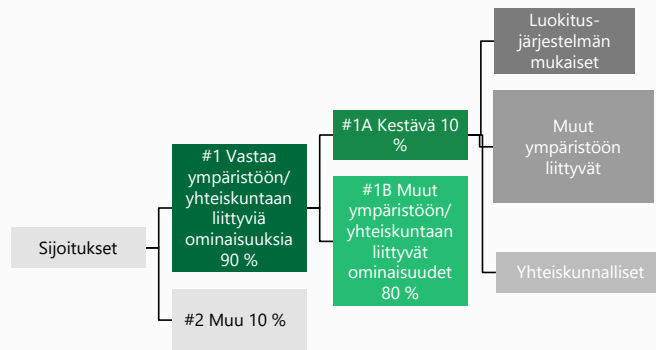 Sijoitukset
#1 Vastaa
ympäristöön/
yhteiskuntaan
liittyviä
ominaisuuksia
90 %
#2 Muu 10 %
#1A Kestävä 10
%
#1B Muut
ympäristöön/
yhteiskuntaan
liittyvät
ominaisuudet
80 %
Luokitus-
järjestelmän
mukaiset
Muut
ympäristöön
liittyvät
Yhteiskunnalliset